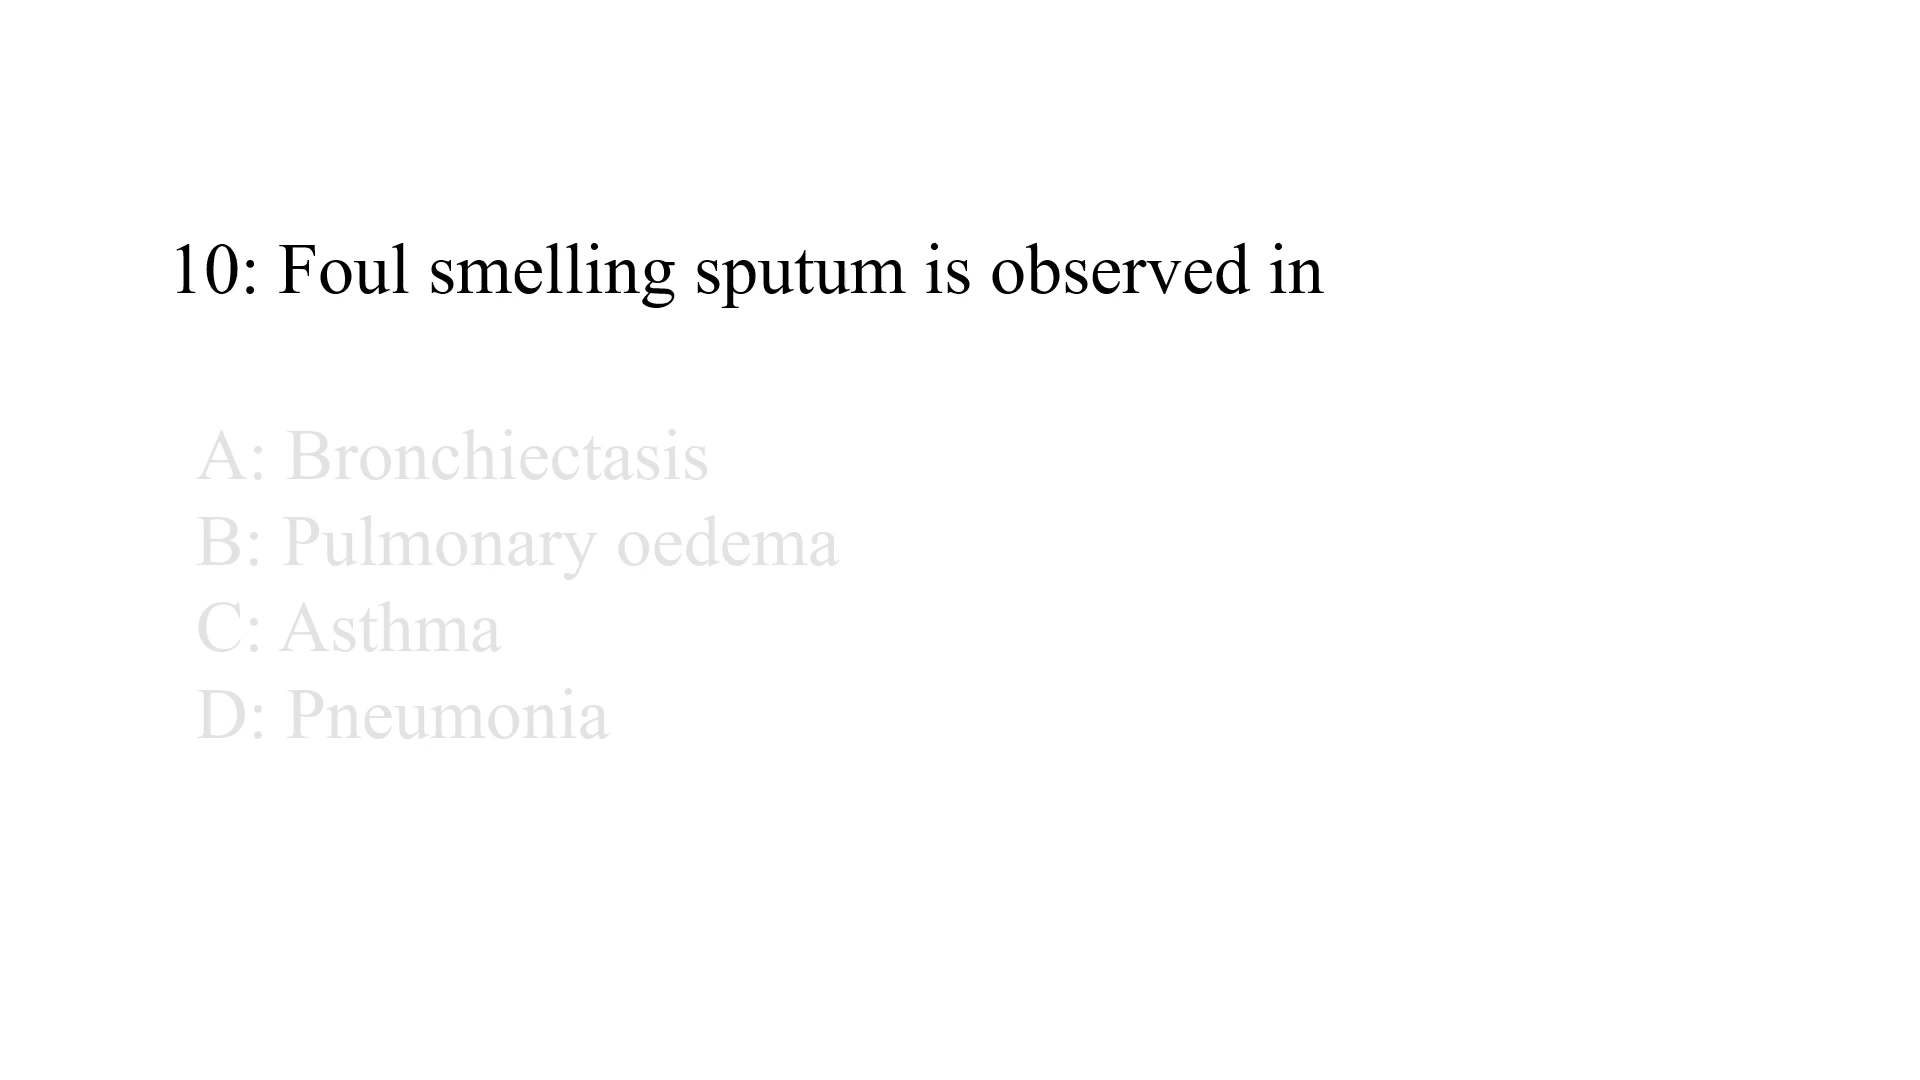 10: Foul smelling sputum is observed in
A: Bronchiectasis
B: Pulmonary oedema
C: Asthma
D: Pneumonia